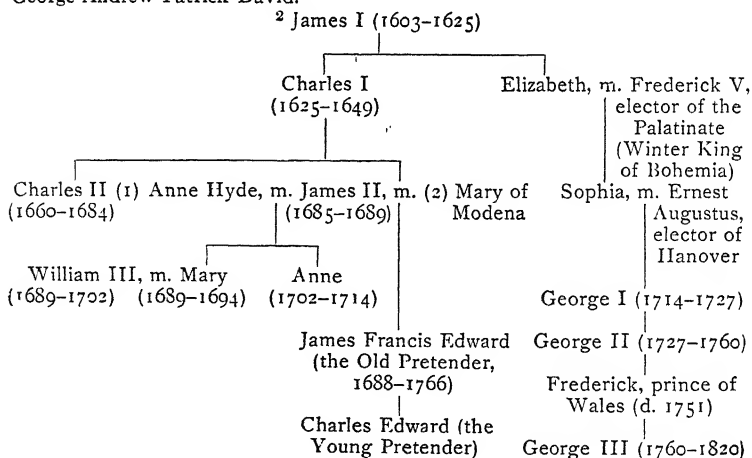 George Andrew Patrick David.
² James I (1603–1625)
Charles I Elizabeth, m. Frederick V,
(1625–1649) elector of the
Palatinate
(Winter King
of Bohemia)
Charles II (1) Anne Hyde, m. James II, m. (2) Mary of Sophia, m. Ernest
(1660–1684) (1685–1689) Modena Augustus,
elector of
Hanover
William III, m. Mary Anne
(1689–1702) (1689–1694) (1702–1714) George I (1714–1727)
James Francis Edward George II (1727–1760)
(the Old Pretender,
1688–1766) Frederick, prince of
Wales (d. 1751)
Charles Edward (the
Young Pretender) George III (1760–1820)